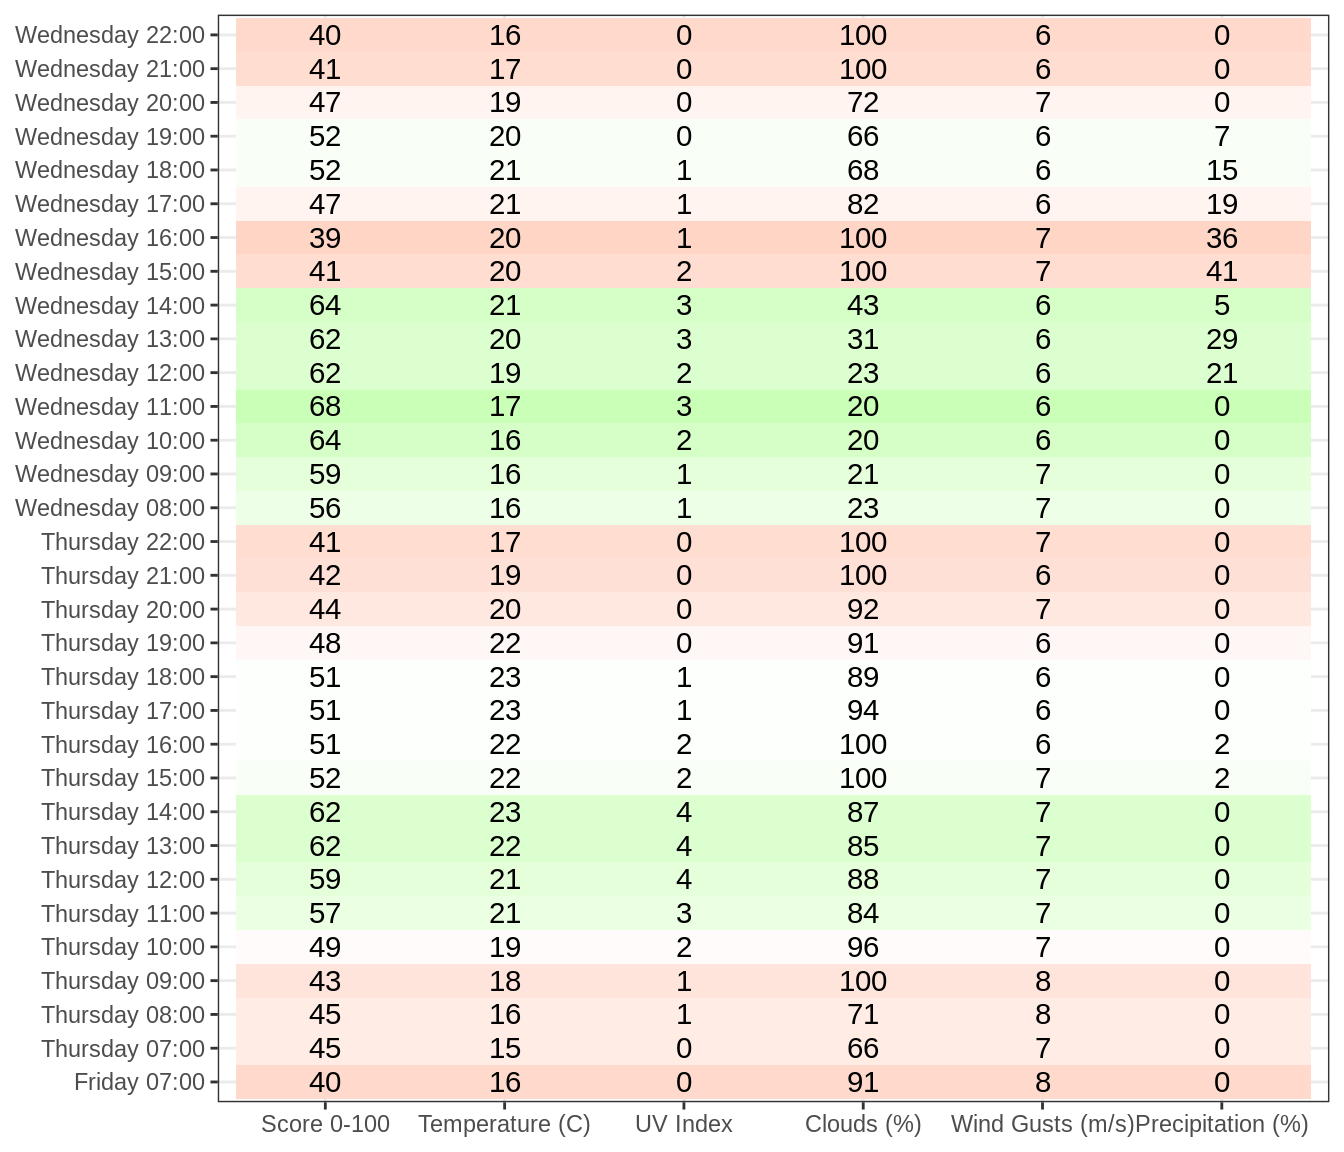 Wednesday 22:00 40 16 0 100 6 0
Wednesday 21:00 41 17 0 100 6 0
Wednesday 20:00 47 19 0 72 7 0
Wednesday 19:00 52 20 0 66 6 7
Wednesday 18:00 52 21 1 68 6 15
Wednesday 17:00 47 21 1 82 6 19
Wednesday 16:00 39 20 1 100 7 36
Wednesday 15:00 41 20 2 100 7 41
Wednesday 14:00 64 21 3 43 6 5
Wednesday 13:00 62 20 3 31 6 29
Wednesday 12:00 62 19 2 23 6 21
Wednesday 11:00 68 17 3 20 6 0
Wednesday 10:00 64 16 2 20 6 0
Wednesday 09:00 59 16 1 21 7 0
Wednesday 08:00 56 16 1 23 7 0
Thursday 22:00 41 17 0 100 7 0
Thursday 21:00 42 19 0 100 6 0
Thursday 20:00 44 20 0 92 7 0
Thursday 19:00 48 22 0 91 6 0
Thursday 18:00 51 23 1 89 6 0
Thursday 17:00 51 23 1 94 6 0
Thursday 16:00 51 22 2 100 6 2
Thursday 15:00 52 22 2 100 7 2
Thursday 14:00 62 23 4 87 7 0
Thursday 13:00 62 22 4 85 7 0
Thursday 12:00 59 21 4 88 7 0
Thursday 11:00 57 21 3 84 7 0
Thursday 10:00 49 19 2 96 7 0
Thursday 09:00 43 18 1 100 8 0
Thursday 08:00 45 16 1 71 8 0
Thursday 07:00 45 15 0 66 7 0
Friday 07:00 40 16 0 91 8 0
Score 0-100 Temperature (C) UV Index Clouds (%) Wind Gusts (m/s) Precipitation (%)